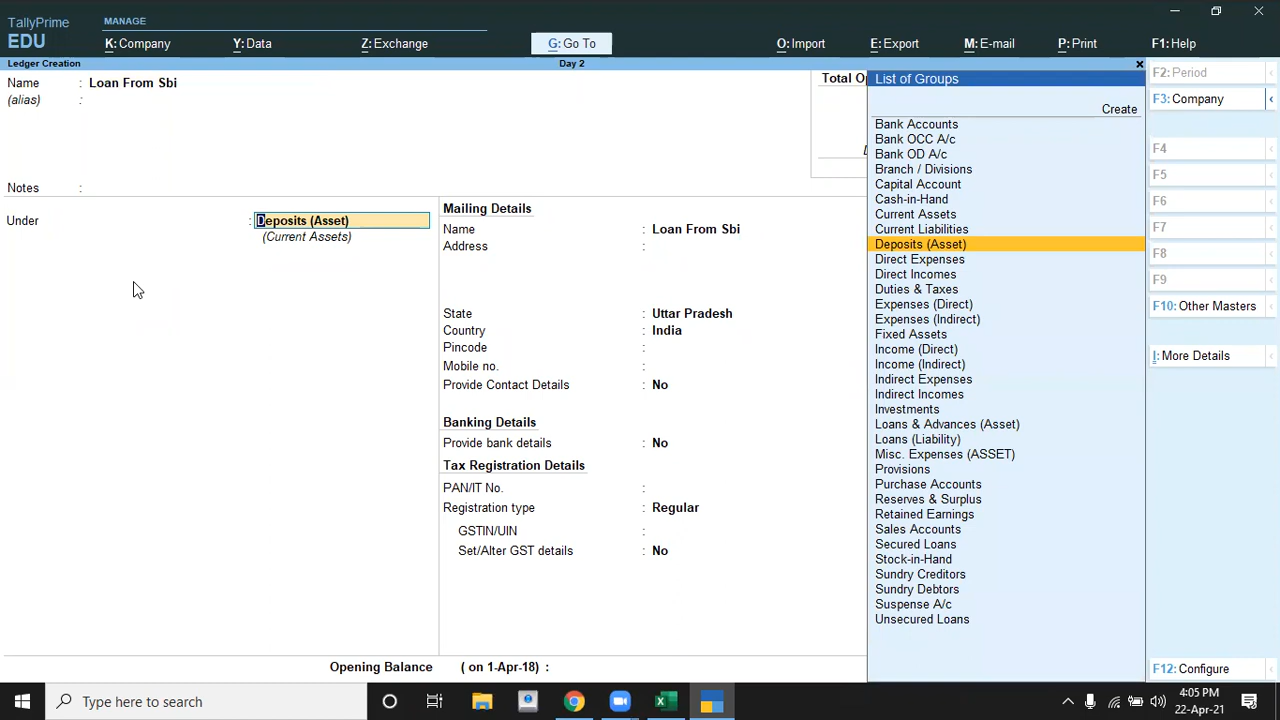 TallyPrime
EDU
MANAGE
K: Company
Y: Data
Z: Exchange
G: Go To
O: Import
E: Export
M: E-mail
P: Print
F1: Help
Ledger Creation
Day 2
Name : Loan From Sbi
(alias) :
Notes :
Total Op
Under : Deposits (Asset)
(Current Assets)
Mailing Details
Name : Loan From Sbi
Address :
State : Uttar Pradesh
Country : India
Pincode :
Mobile no. :
Provide Contact Details : No
Banking Details
Provide bank details : No
Tax Registration Details
PAN/IT No. :
Registration type : Regular
GSTIN/UIN :
Set/Alter GST details : No
Opening Balance ( on 1-Apr-18) :
List of Groups
Create
Bank Accounts
Bank OCC A/c
Bank OD A/c
Branch / Divisions
Capital Account
Cash-in-Hand
Current Assets
Current Liabilities
Deposits (Asset)
Direct Expenses
Direct Incomes
Duties & Taxes
Expenses (Direct)
Expenses (Indirect)
Fixed Assets
Income (Direct)
Income (Indirect)
Indirect Expenses
Indirect Incomes
Investments
Loans & Advances (Asset)
Loans (Liability)
Misc. Expenses (ASSET)
Provisions
Purchase Accounts
Reserves & Surplus
Retained Earnings
Sales Accounts
Secured Loans
Stock-in-Hand
Sundry Creditors
Sundry Debtors
Suspense A/c
Unsecured Loans
F2: Period
F3: Company
F4
F5
F6
F7
F8
F9
F10: Other Masters
I: More Details
F12: Configure
Type here to search
4:05 PM
22-Apr-21